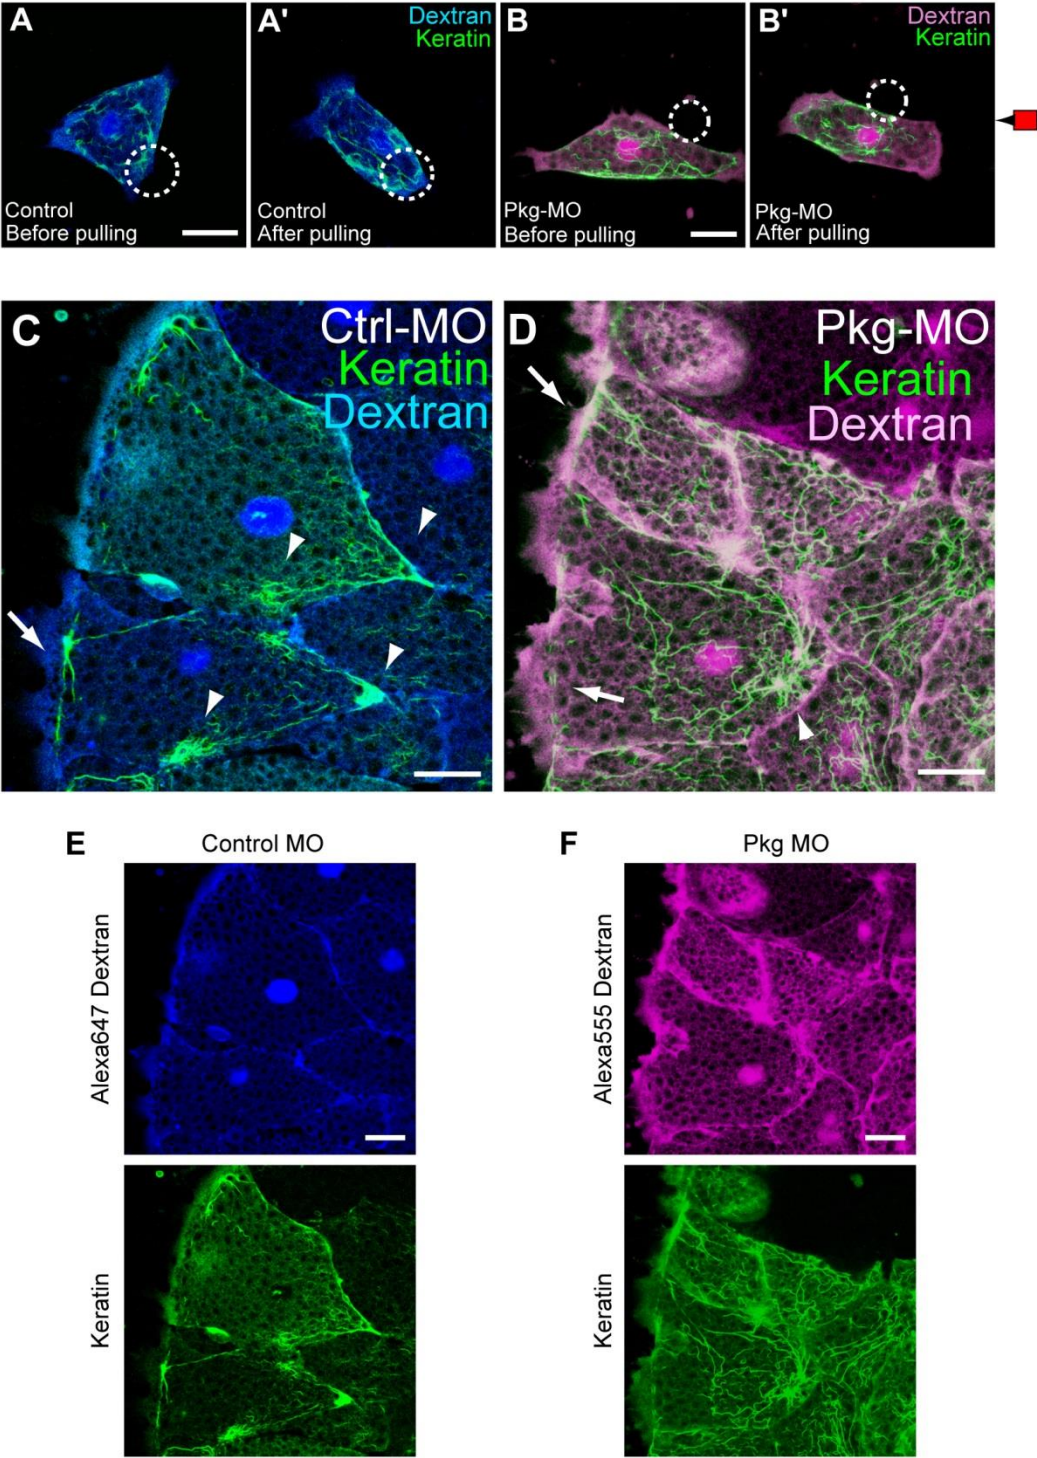 A
A'
Dextran
Keratin
B
B'
Dextran
Keratin
Control
Before pulling
Control
After pulling
Pkg-MO
Before pulling
Pkg-MO
After pulling
C
Ctrl-MO
Keratin
Dextran
D
Pkg-MO
Keratin
Dextran
E
Control MO
F
Pkg MO
Alexa647 Dextran
Alexa555 Dextran
Keratin
Keratin